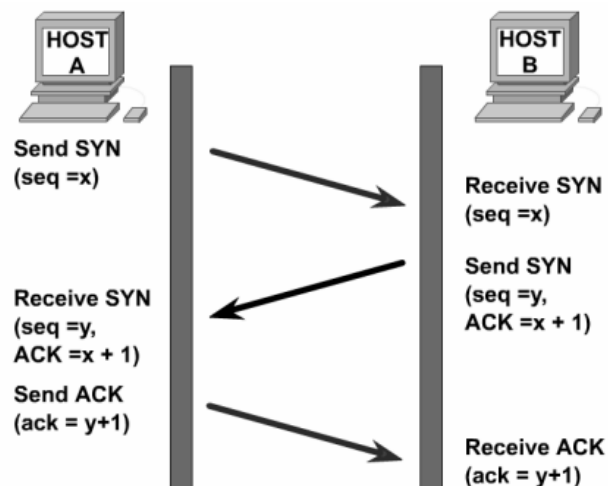 HOST
A
HOST
B
Send SYN
(seq =x)
Receive SYN
(seq =x)
Send SYN
(seq =y,
ACK =x + 1)
Receive SYN
(seq =y,
ACK =x + 1)
Send ACK
(ack = y+1)
Receive ACK
(ack = y+1)